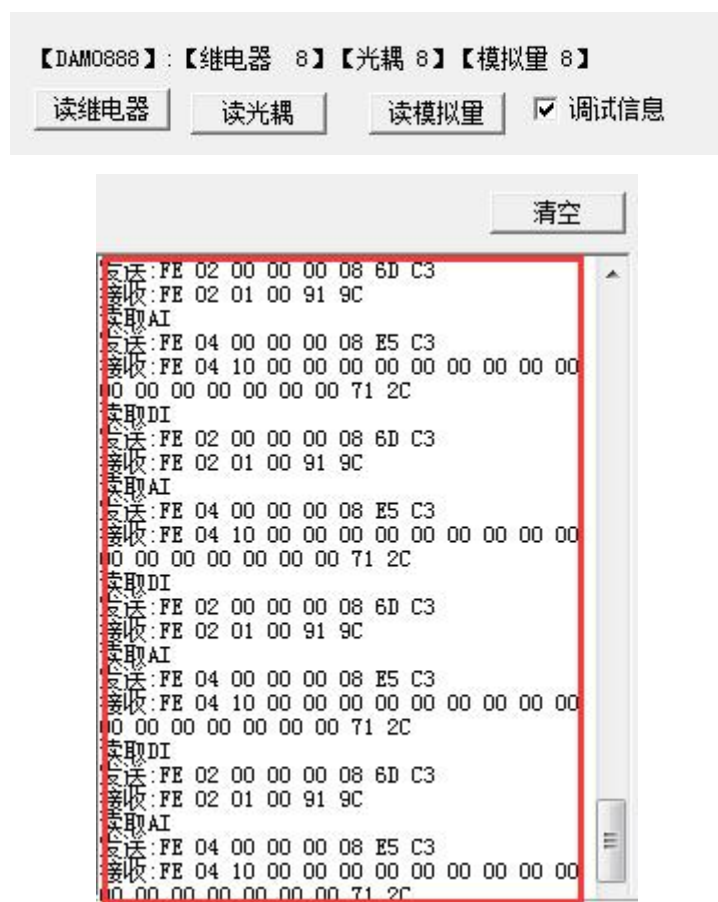 【DAM0888】:【继电器 8】【光耦 8】【模拟量 8】
读继电器 读光耦 读模拟量 调试信息
清空
发送:FE 02 00 00 00 08 6D C3
接收:FE 02 01 00 91 9C
读取AI
发送:FE 04 00 00 00 08 E5 C3
接收:FE 04 10 00 00 00 00 00 00 00 00 00
00 00 00 00 00 00 00 71 2C
读取DI
发送:FE 02 00 00 00 08 6D C3
接收:FE 02 01 00 91 9C
读取AI
发送:FE 04 00 00 00 08 E5 C3
接收:FE 04 10 00 00 00 00 00 00 00 00 00
00 00 00 00 00 00 00 71 2C
读取DI
发送:FE 02 00 00 00 08 6D C3
接收:FE 02 01 00 91 9C
读取AI
发送:FE 04 00 00 00 08 E5 C3
接收:FE 04 10 00 00 00 00 00 00 00 00 00
00 00 00 00 00 00 00 71 2C
读取DI
发送:FE 02 00 00 00 08 6D C3
接收:FE 02 01 00 91 9C
读取AI
发送:FE 04 00 00 00 08 E5 C3
接收:FE 04 10 00 00 00 00 00 00 00 00 00
00 00 00 00 00 00 00 71 2C